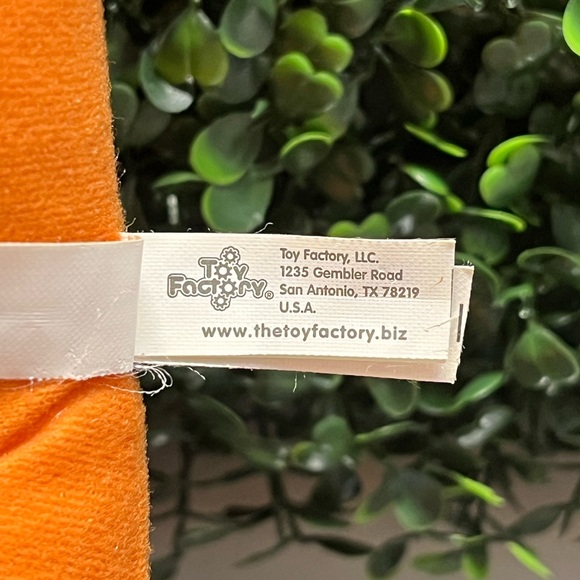 Toy
Factory®
Toy Factory, LLC.
1235 Gembler Road
San Antonio, TX 78219
U.S.A.
www.thetoyfactory.biz